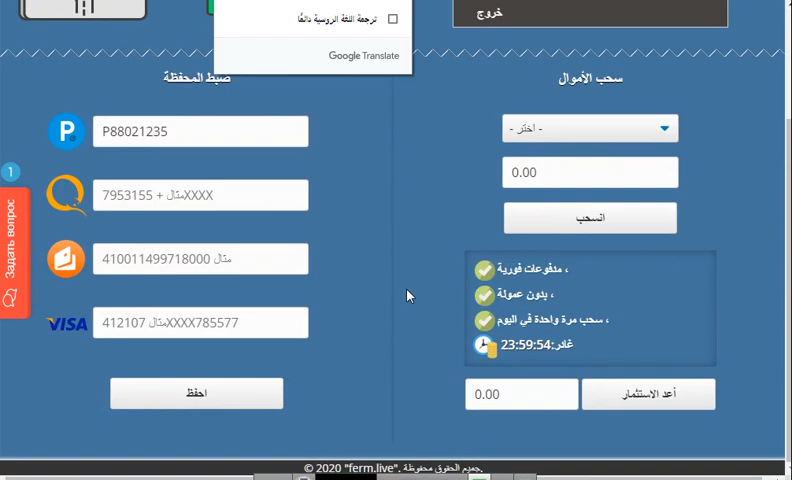 ترجمة اللغة الروسية دائمًا
Google Translate
خروج
ضبط المحفظة
سحب الأموال
P
P88021235
- اختر -
0.00
7953155 + مثالXXXX
انسحب
1
Задать вопрос
410011499718000 مثال
مدفوعات فورية ،
بدون عمولة ،
سحب مرة واحدة في اليوم ،
غادر:23:59:54
VISA
412107 مثالXXXX785577
احفظ
0.00
أعد الاستثمار
© 2020 "ferm.live". جميع الحقوق محفوظة.